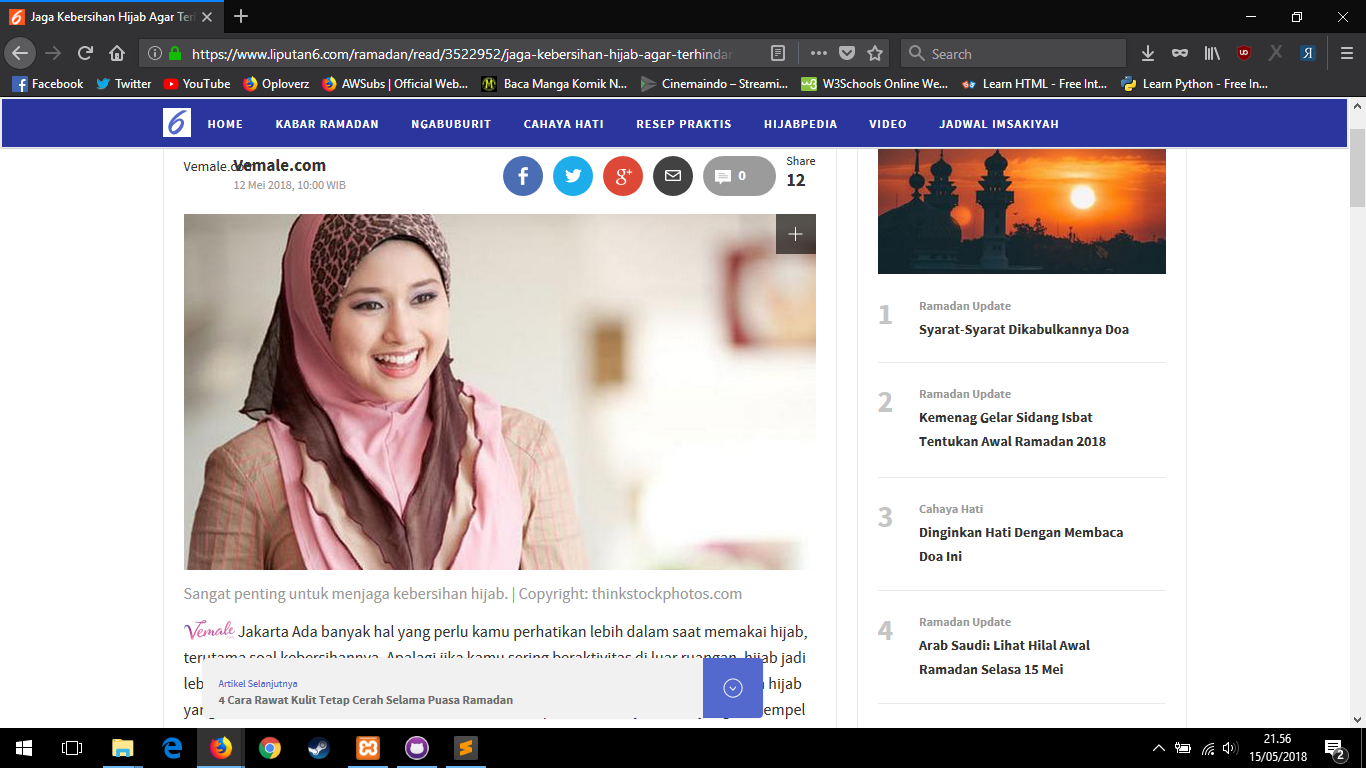 Jaga Kebersihan Hijab Agar Ter
https://www.liputan6.com/ramadan/read/3522952/jaga-kebersihan-hijab-agar-terhindar
Search
Facebook
Twitter
YouTube
Oploverz
AWSubs | Official Web...
Baca Manga Komik N...
Cinemaindo – Streami...
W3Schools Online We...
Learn HTML - Free Int...
Learn Python - Free In...
6 HOME KABAR RAMADAN NGABUBURIT CAHAYA HATI RESEP PRAKTIS HIJABPEDIA VIDEO JADWAL IMSAKIYAH
Vemale.com
Vemale.com
12 Mei 2018, 10:00 WIB
0
Share
12
Sangat penting untuk menjaga kebersihan hijab. | Copyright: thinkstockphotos.com
Vemale Jakarta Ada banyak hal yang perlu kamu perhatikan lebih dalam saat memakai hijab,
terutama soal kebersihannya. Apalagi jika kamu sering beraktivitas di luar ruangan, hijab jadi
leb
hijab
yang
Artikel Selanjutnya
4 Cara Rawat Kulit Tetap Cerah Selama Puasa Ramadan
1
Ramadan Update
Syarat-Syarat Dikabulkannya Doa
2
Ramadan Update
Kemenag Gelar Sidang Isbat
Tentukan Awal Ramadan 2018
3
Cahaya Hati
Dinginkan Hati Dengan Membaca
Doa Ini
4
Ramadan Update
Arab Saudi: Lihat Hilal Awal
Ramadan Selasa 15 Mei
21.56
15/05/2018
2